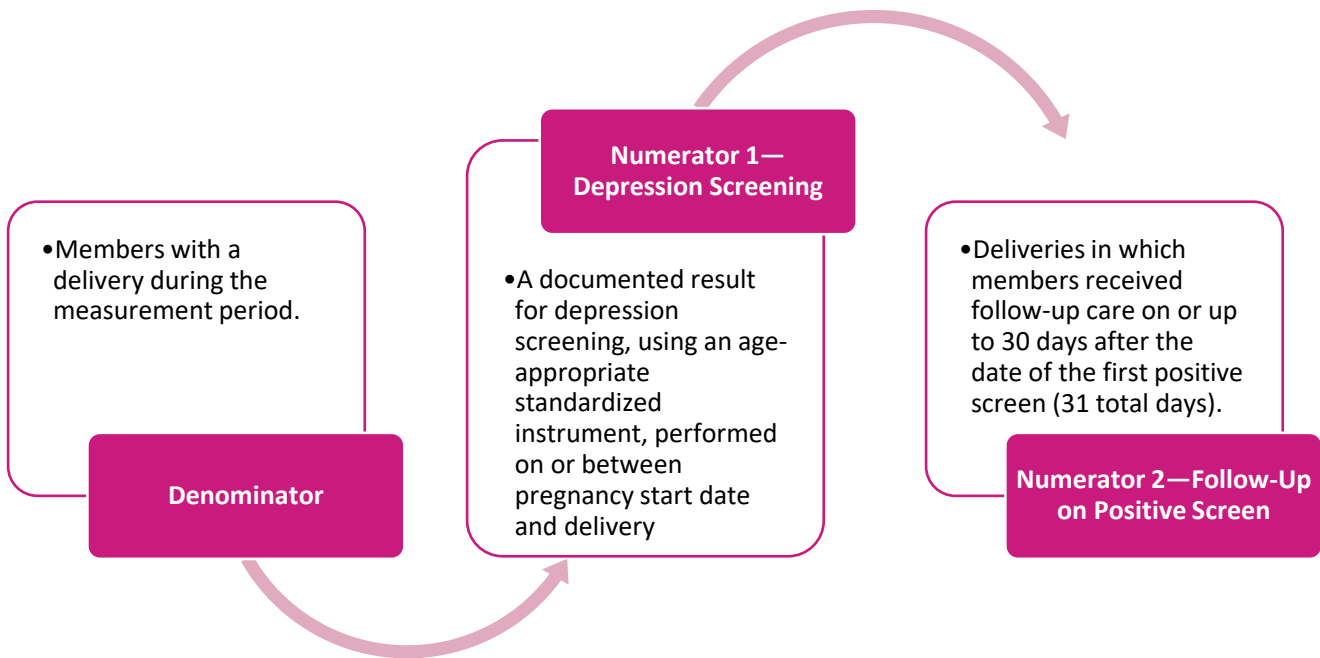 •Members with a
delivery during the
measurement period.
Denominator
Numerator 1—
Depression Screening
•A documented result
for depression
screening, using an age-
appropriate
standardized
instrument, performed
on or between
pregnancy start date
and delivery
•Deliveries in which
members received
follow-up care on or up
to 30 days after the
date of the first positive
screen (31 total days).
Numerator 2—Follow-Up
on Positive Screen